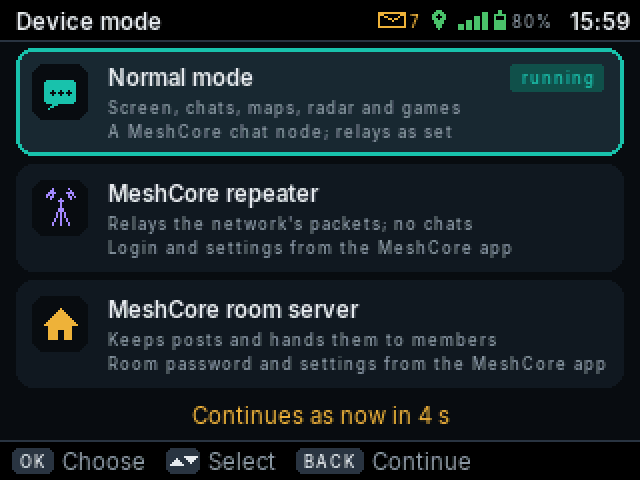 Device mode 7 80% 15:59
Normal mode running
Screen, chats, maps, radar and games
A MeshCore chat node; relays as set
MeshCore repeater
Relays the network's packets; no chats
Login and settings from the MeshCore app
MeshCore room server
Keeps posts and hands them to members
Room password and settings from the MeshCore app
Continues as now in 4 s
OK Choose Select BACK Continue